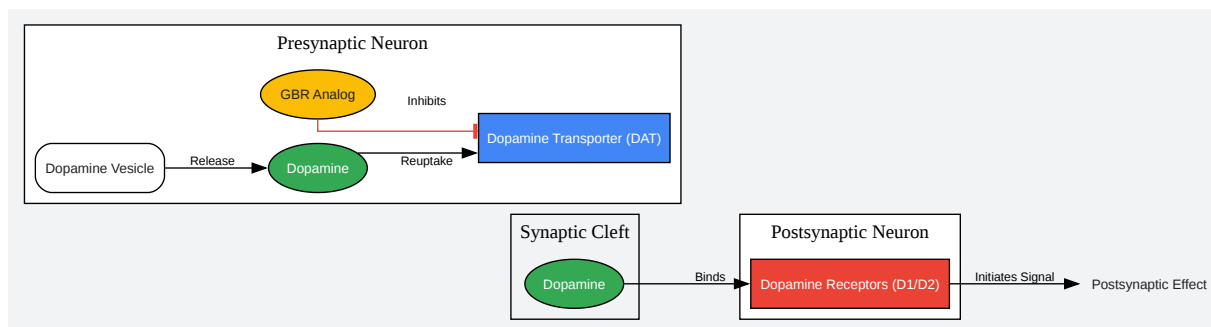 Presynaptic Neuron
GBR Analog
Inhibits
Dopamine Transporter (DAT)
Dopamine Vesicle
Release
Dopamine
Reuptake
Synaptic Cleft
Postsynaptic Neuron
Dopamine
Binds
Dopamine Receptors (D1/D2)
Initiates Signal
Postsynaptic Effect